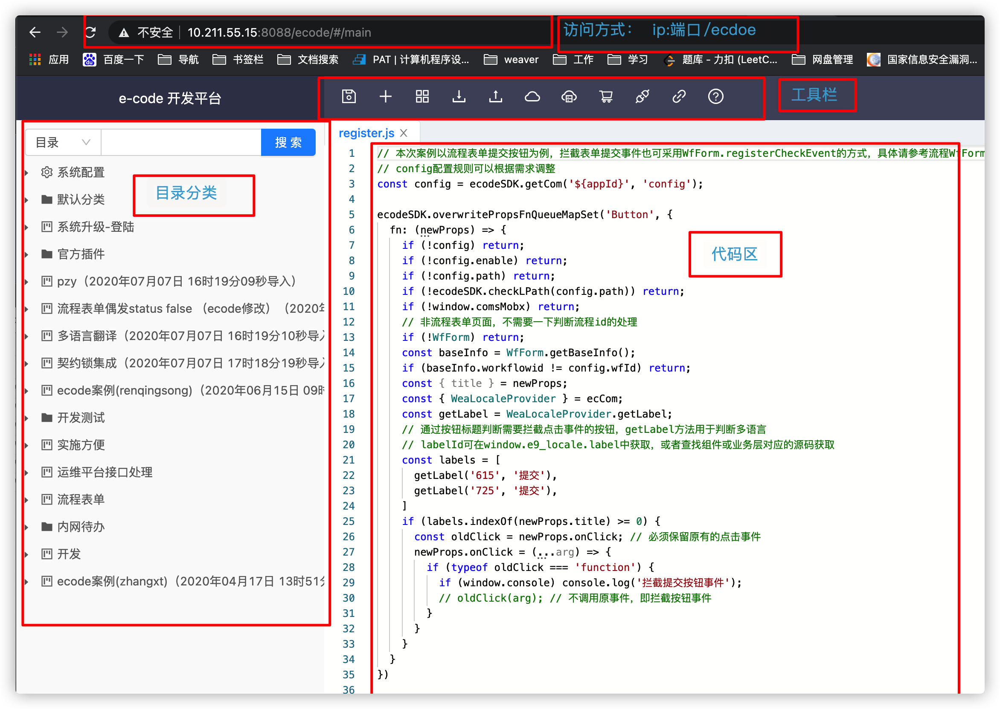 不安全 10.211.55.15:8088/ecode/#/main
访问方式： ip:端口/ecdoe
应用 百度一下 导航 书签栏 文档搜索 PAT | 计算机程序设... weaver 工作 学习 题库 - 力扣 (LeetC... 网盘管理 国家信息安全漏洞...
e-code 开发平台
工具栏
目录 搜 索
系统配置
目录分类
默认分类
系统升级-登陆
官方插件
pzy（2020年07月07日 16时19分09秒导入）
流程表单偶发status false （ecode修改）（2020年
多语言翻译（2020年07月07日 16时19分10秒导入
契约锁集成（2020年07月07日 17时18分19秒导入
ecode案例(renqingsong)（2020年06月15日 09时
开发测试
实施方便
运维平台接口处理
流程表单
内网待办
开发
ecode案例(zhangxt)（2020年04月17日 13时51分
register.js X
代码区
1 // 本次案例以流程表单提交按钮为例，拦截表单提交事件也可采用WfForm.registerCheckEvent的方式，具体请参考流程WfForm
2 // config配置规则可以根据需求调整
3 const config = ecodeSDK.getCom('${appId}', 'config');
4
5 ecodeSDK.overwritePropsFnQueueMapSet('Button', {
6 fn: (newProps) => {
7 if (!config) return;
8 if (!config.enable) return;
9 if (!config.path) return;
10 if (!ecodeSDK.checkLPath(config.path)) return;
11 if (!window.comsMobx) return;
12 // 非流程表单页面，不需要一下判断流程id的处理
13 if (!WfForm) return;
14 const baseInfo = WfForm.getBaseInfo();
15 if (baseInfo.workflowid != config.wfId) return;
16 const { title } = newProps;
17 const { WeaLocaleProvider } = ecCom;
18 const getLabel = WeaLocaleProvider.getLabel;
19 // 通过按钮标题判断需要拦截点击事件的按钮，getLabel方法用于判断多语言
20 // labelId可在window.e9_locale.label中获取，或者查找组件或业务层对应的源码获取
21 const labels = [
22 getLabel('615', '提交'),
23 getLabel('725', '提交'),
24 ]
25 if (labels.indexOf(newProps.title) >= 0) {
26 const oldClick = newProps.onClick; // 必须保留原有的点击事件
27 newProps.onClick = (...arg) => {
28 if (typeof oldClick === 'function') {
29 if (window.console) console.log('拦截提交按钮事件');
30 // oldClick(arg); // 不调用原事件，即拦截按钮事件
31 }
32 }
33 }
34 }
35 })
36